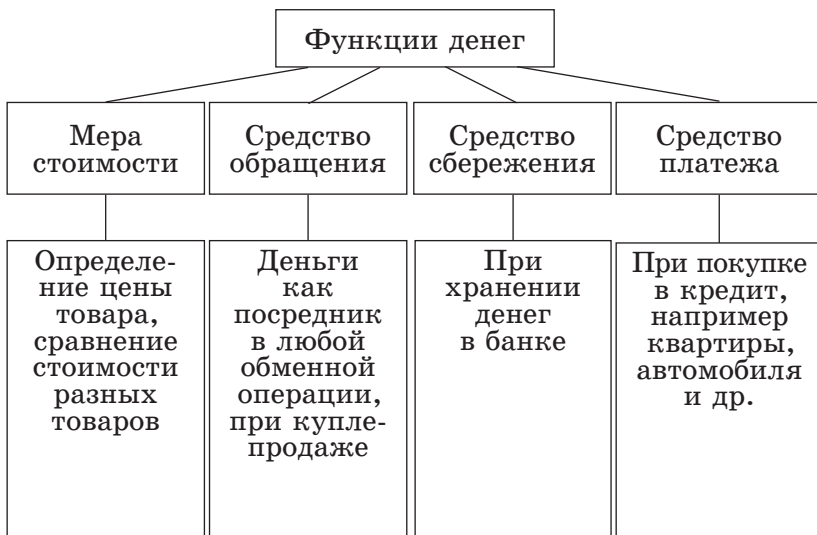 Функции денег
Мера
стоимости
Средство
обращения
Средство
сбережения
Средство
платежа
Определе-
ние цены
товара,
сравнение
стоимости
разных
товаров
Деньги
как
посредник
в любой
обменной
операции,
при купле-
продаже
При
хранении
денег
в банке
При покупке
в кредит,
например
квартиры,
автомобиля
и др.